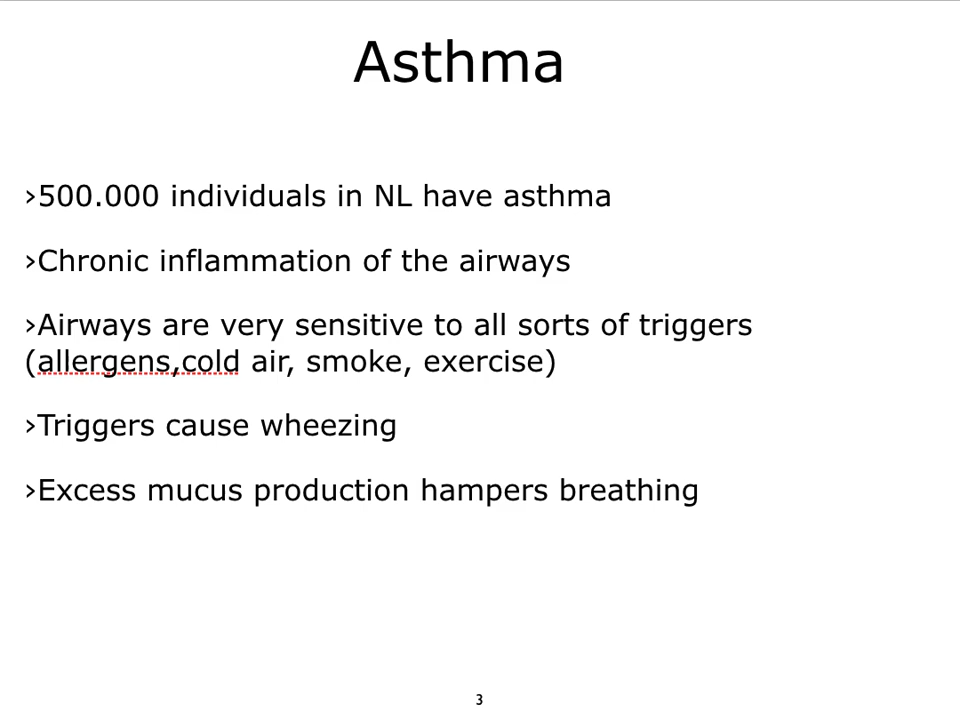 Asthma
›500.000 individuals in NL have asthma
›Chronic inflammation of the airways
›Airways are very sensitive to all sorts of triggers
(allergens,cold air, smoke, exercise)
›Triggers cause wheezing
›Excess mucus production hampers breathing
3